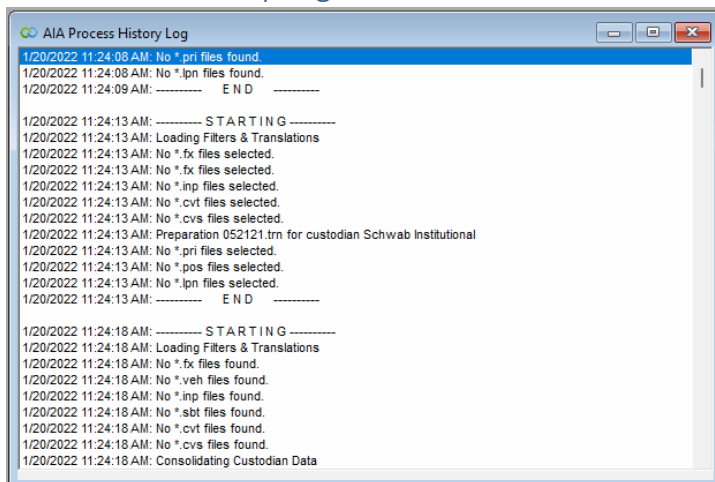 AIA Process History Log
1/20/2022 11:24:08 AM: No *.pri files found.
1/20/2022 11:24:08 AM: No *.lpn files found.
1/20/2022 11:24:09 AM: ---------- E N D ----------
1/20/2022 11:24:13 AM: ---------- S T A R T I N G ----------
1/20/2022 11:24:13 AM: Loading Filters & Translations
1/20/2022 11:24:13 AM: No *.fx files selected.
1/20/2022 11:24:13 AM: No *.fx files selected.
1/20/2022 11:24:13 AM: No *.inp files selected.
1/20/2022 11:24:13 AM: No *.cvt files selected.
1/20/2022 11:24:13 AM: No *.cvs files selected.
1/20/2022 11:24:13 AM: Preparation 052121.trn for custodian Schwab Institutional
1/20/2022 11:24:13 AM: No *.pri files selected.
1/20/2022 11:24:13 AM: No *.pos files selected.
1/20/2022 11:24:13 AM: No *.lpn files selected.
1/20/2022 11:24:13 AM: ---------- E N D ----------
1/20/2022 11:24:18 AM: ---------- S T A R T I N G ----------
1/20/2022 11:24:18 AM: Loading Filters & Translations
1/20/2022 11:24:18 AM: No *.fx files found.
1/20/2022 11:24:18 AM: No *.veh files found.
1/20/2022 11:24:18 AM: No *.inp files found.
1/20/2022 11:24:18 AM: No *.sbt files found.
1/20/2022 11:24:18 AM: No *.cvt files found.
1/20/2022 11:24:18 AM: No *.cvs files found.
1/20/2022 11:24:18 AM: Consolidating Custodian Data